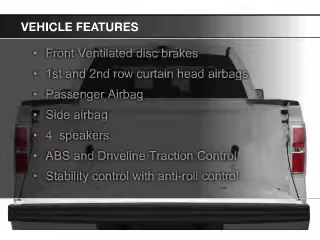 VEHICLE FEATURES
• Front Ventilated disc brakes
• 1st and 2nd row curtain head airbags
• Passenger Airbag
• Side airbag
• 4 speakers
• ABS and Driveline Traction Control
• Stability control with anti-roll control